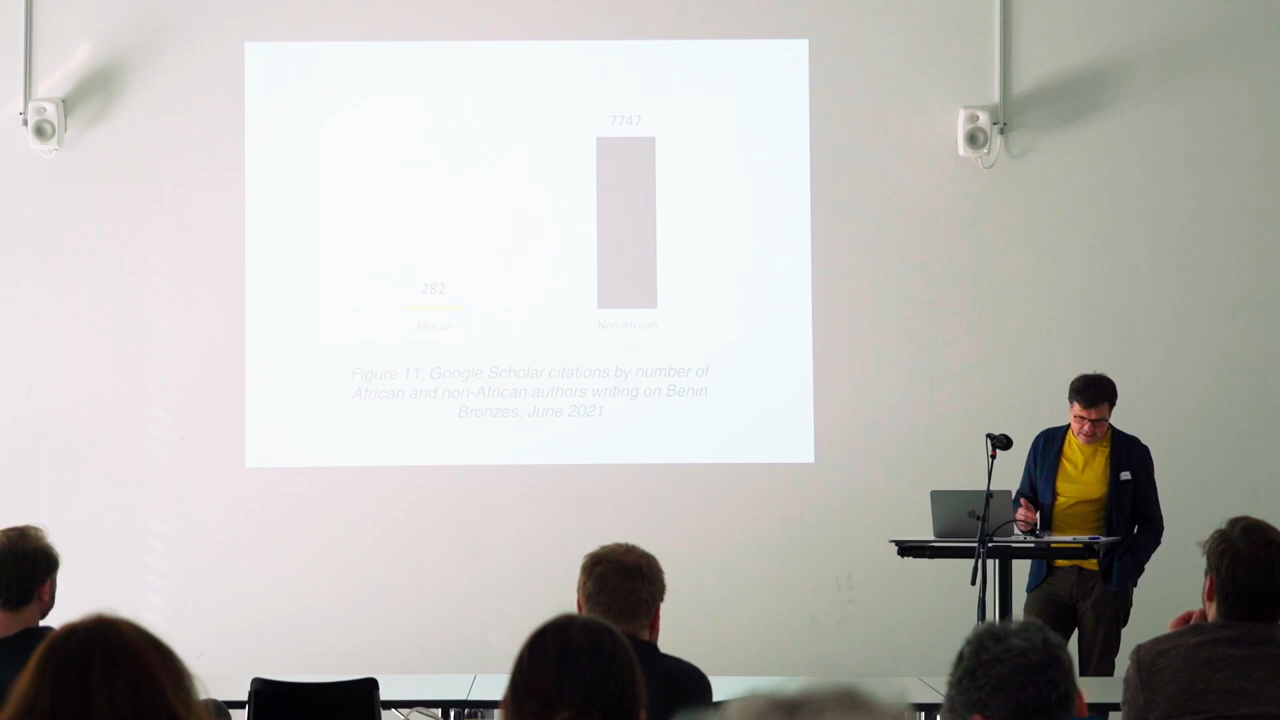 7747
282
African
Non-African
Figure 11: Google Scholar citations by number of
African and non-African authors writing on Benin
Bronzes, June 2021